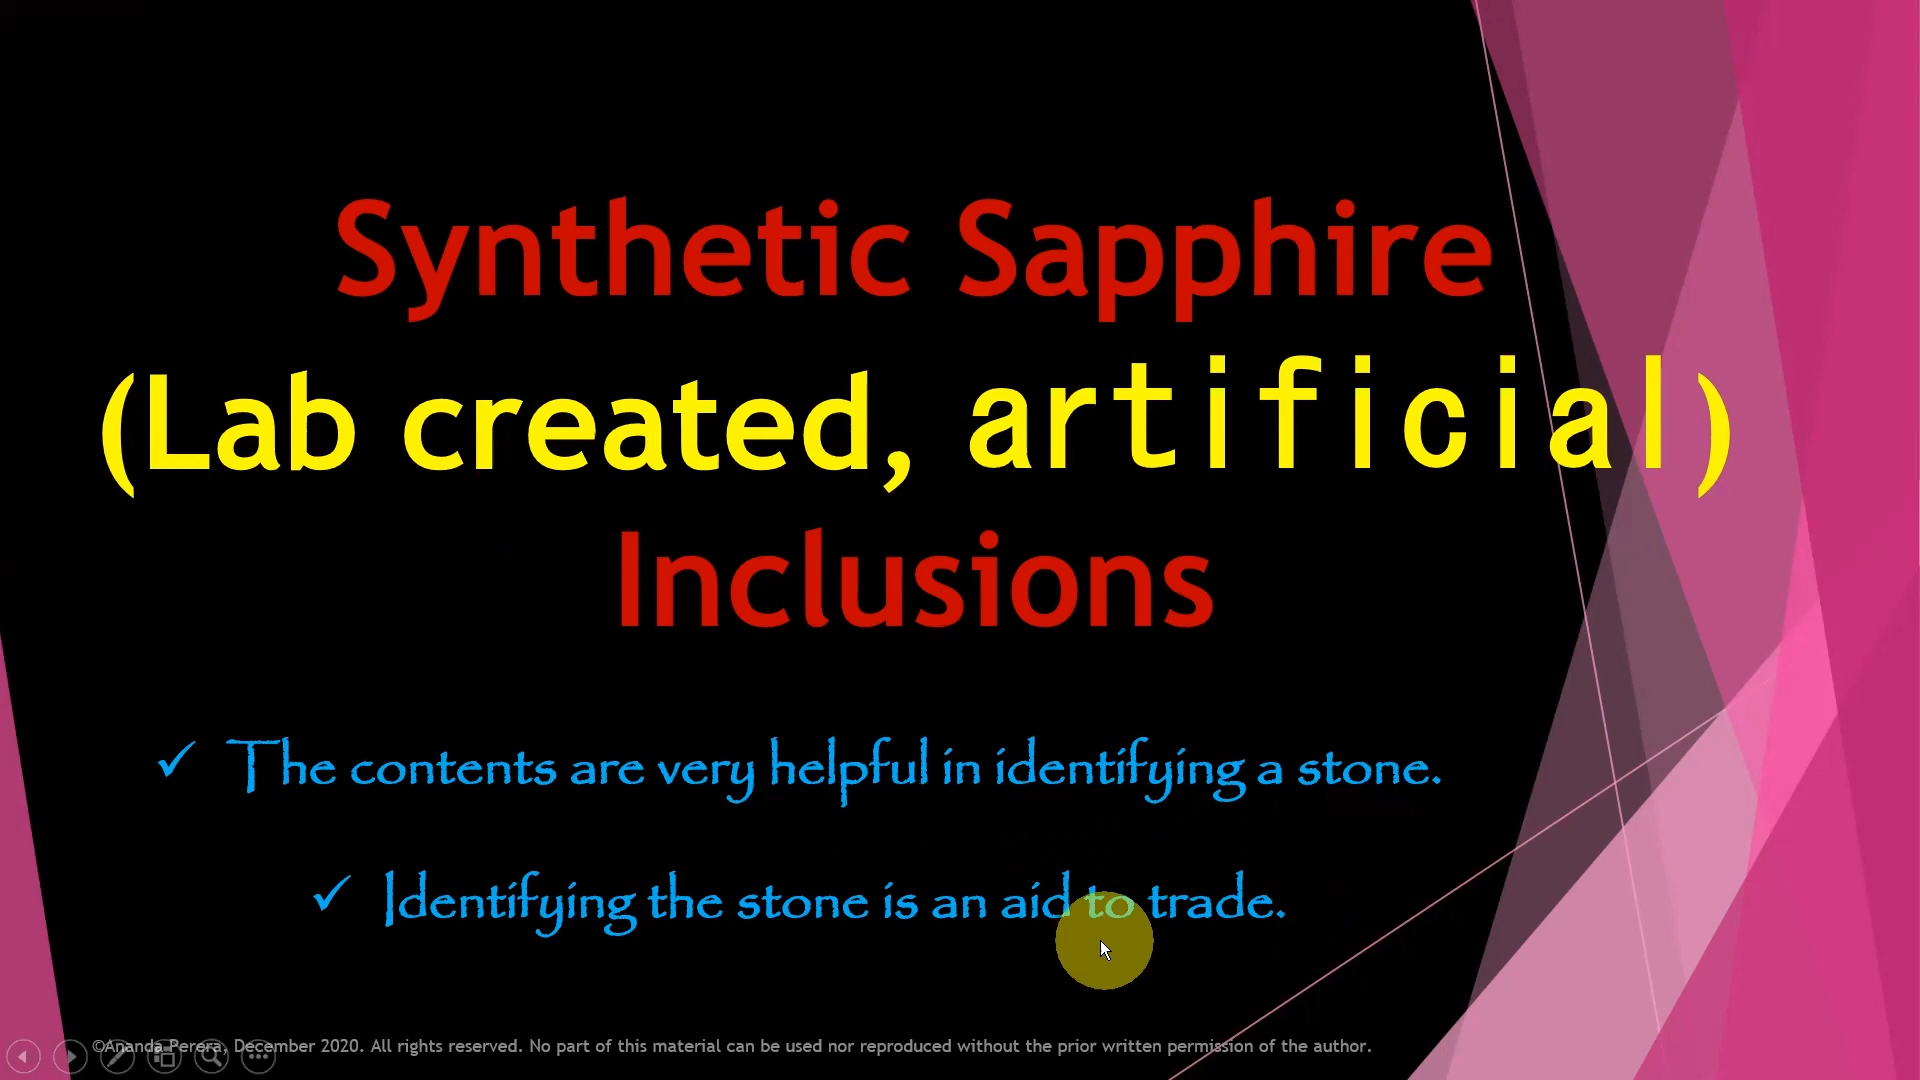 Synthetic Sapphire
(Lab created, artificial)
Inclusions
✓ The contents are very helpful in identifying a stone.
✓ Identifying the stone is an aid to trade.
©Ananda Perera, December 2020. All rights reserved. No part of this material can be used nor reproduced without the prior written permission of the author.